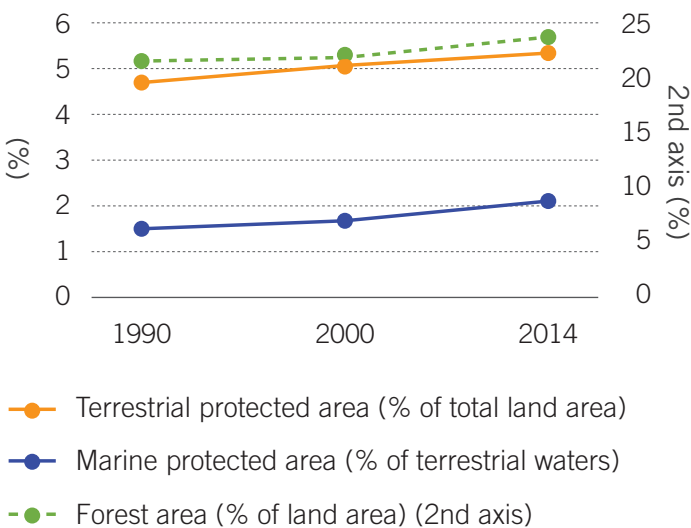 6
5
4
3
2
1
0
(%)
25
20
15
10
5
0
2nd axis (%)
1990 2000 2014
Terrestrial protected area (% of total land area)
Marine protected area (% of terrestrial waters)
Forest area (% of land area) (2nd axis)